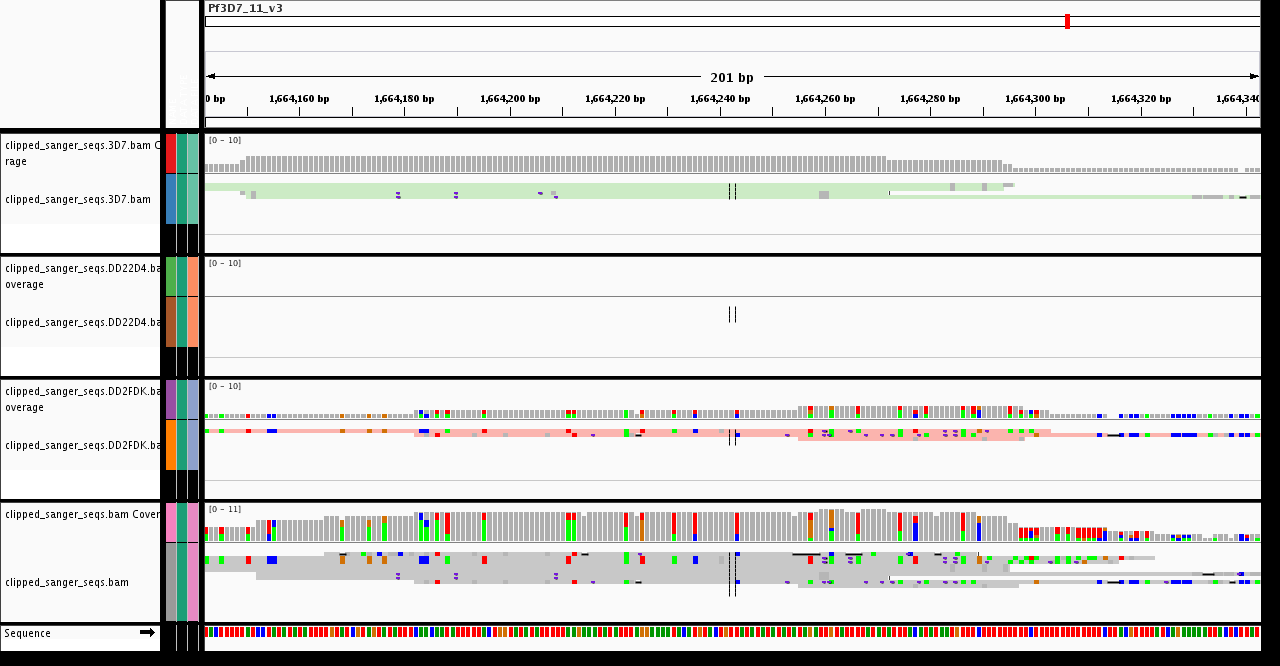 Pf3D7_11_v3
201 bp
0 bp 1,664,160 bp 1,664,180 bp 1,664,200 bp 1,664,220 bp 1,664,240 bp 1,664,260 bp 1,664,280 bp 1,664,300 bp 1,664,320 bp 1,664,340
clipped_sanger_seqs.3D7.bam C
rage
[0 - 10]
clipped_sanger_seqs.3D7.bam
clipped_sanger_seqs.DD22D4.ba
overage
[0 - 10]
clipped_sanger_seqs.DD22D4.ba
clipped_sanger_seqs.DD2FDK.ba
overage
[0 - 10]
clipped_sanger_seqs.DD2FDK.ba
clipped_sanger_seqs.bam Cover
[0 - 11]
clipped_sanger_seqs.bam
Sequence